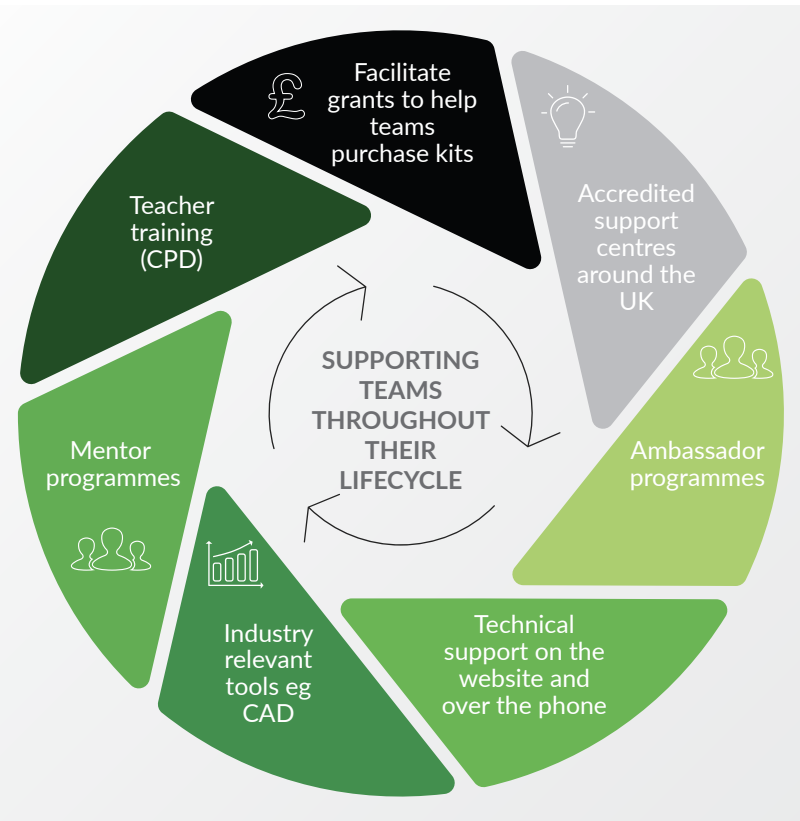 £
Facilitate
grants to help
teams
purchase kits
Accredited
support
centres
around the
UK
Ambassador
programmes
Technical
support on the
website and
over the phone
Industry
relevant
tools eg
CAD
Mentor
programmes
Teacher
training
(CPD)
SUPPORTING
TEAMS
THROUGHOUT
THEIR
LIFECYCLE